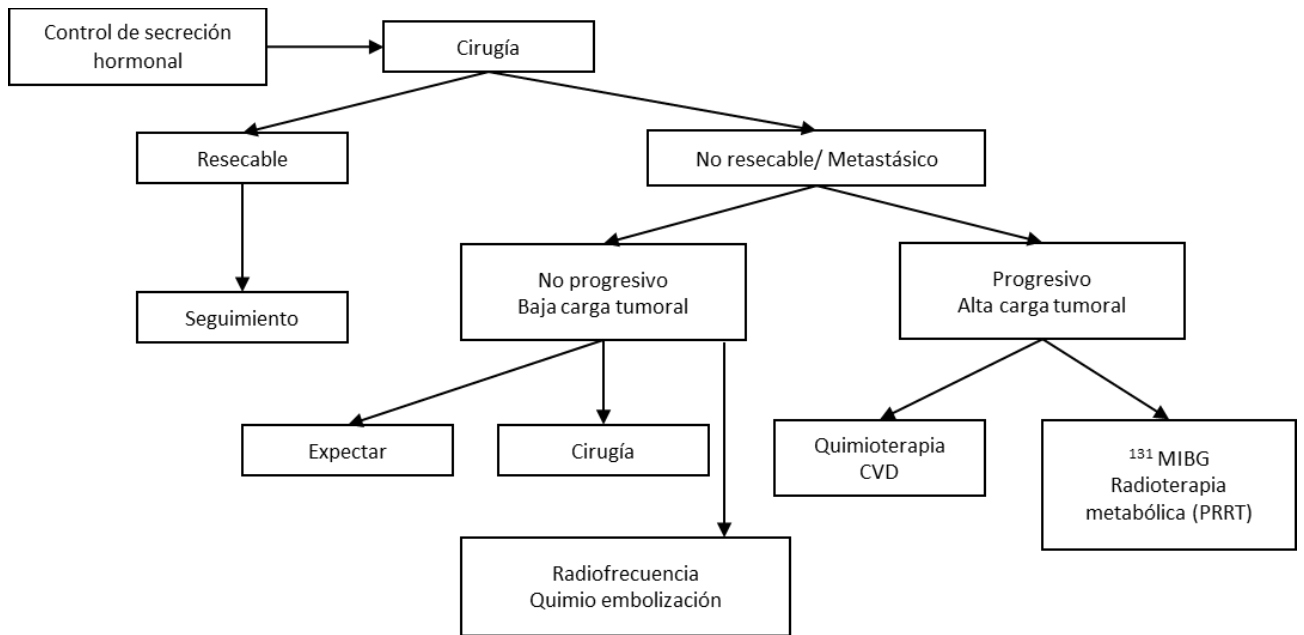 Control de secreción
hormonal
Cirugía
Resecable
No resecable/ Metastásico
No progresivo
Baja carga tumoral
Progresivo
Alta carga tumoral
Seguimiento
Expectar
Cirugía
Quimioterapia
CVD
¹³¹ MIBG
Radioterapia
metabólica (PRRT)
Radiofrecuencia
Quimio embolización